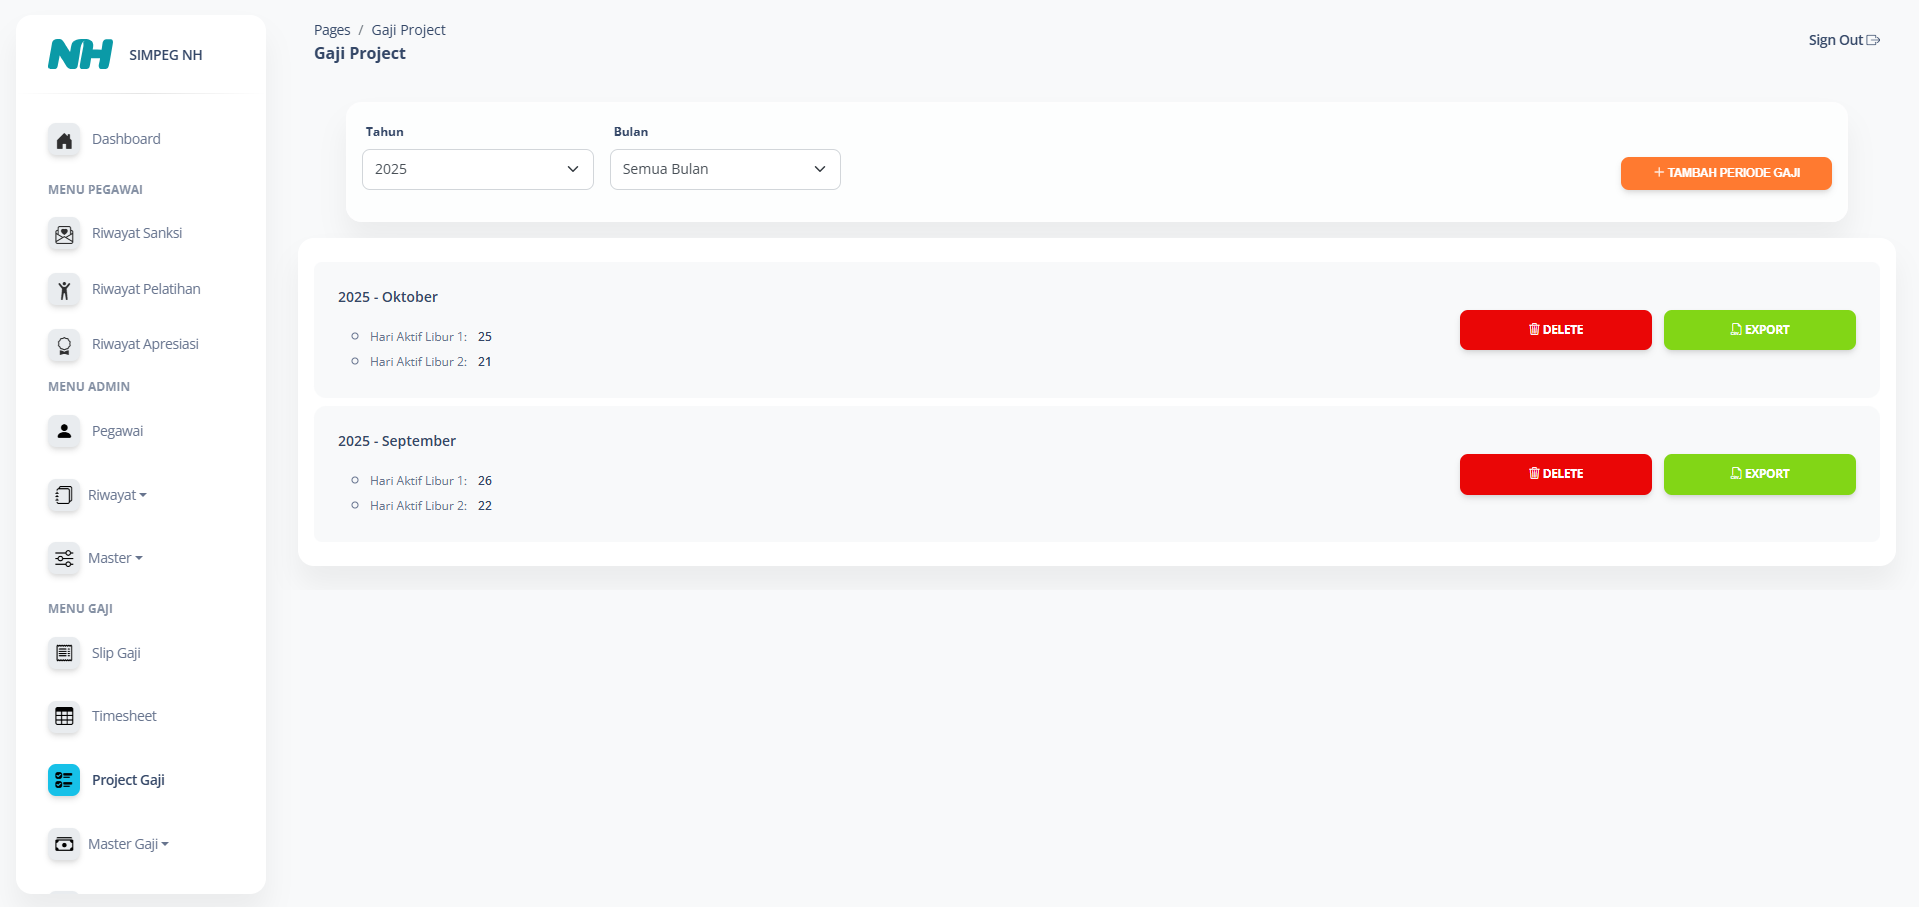 NH SIMPEG NH
Dashboard
MENU PEGAWAI
Riwayat Sanksi
Riwayat Pelatihan
Riwayat Apresiasi
MENU ADMIN
Pegawai
Riwayat
Master
MENU GAJI
Slip Gaji
Timesheet
Project Gaji
Master Gaji
Pages / Gaji Project
Gaji Project
Sign Out
Tahun
2025
Bulan
Semua Bulan
+ TAMBAH PERIODE GAJI
2025 - Oktober
Hari Aktif Libur 1: 25
Hari Aktif Libur 2: 21
DELETE
EXPORT
2025 - September
Hari Aktif Libur 1: 26
Hari Aktif Libur 2: 22
DELETE
EXPORT